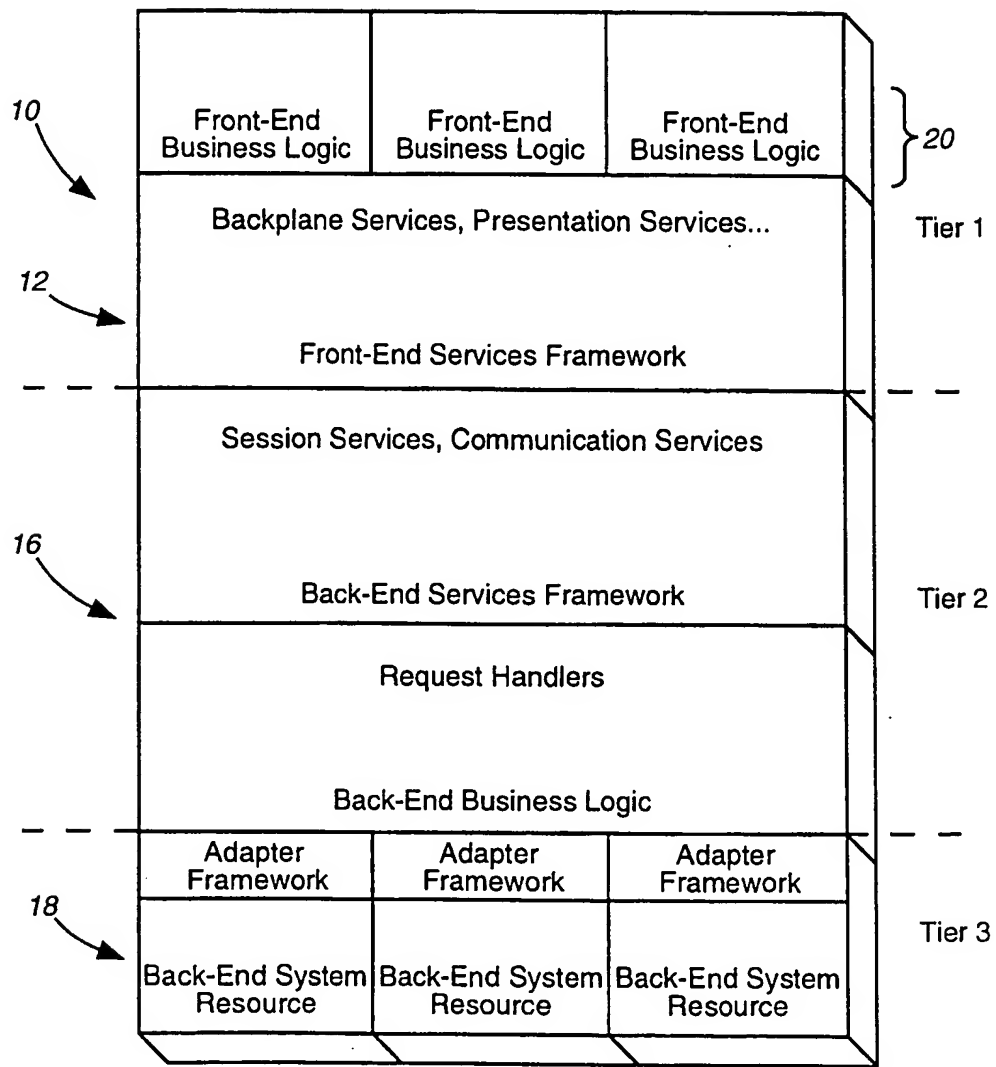 10
Front-End
Business Logic
Front-End
Business Logic
Front-End
Business Logic
20
Backplane Services, Presentation Services...
Tier 1
12
Front-End Services Framework
Session Services, Communication Services
16
Back-End Services Framework
Tier 2
Request Handlers
Back-End Business Logic
Adapter
Framework
Adapter
Framework
Adapter
Framework
18
Tier 3
Back-End System
Resource
Back-End System
Resource
Back-End System
Resource